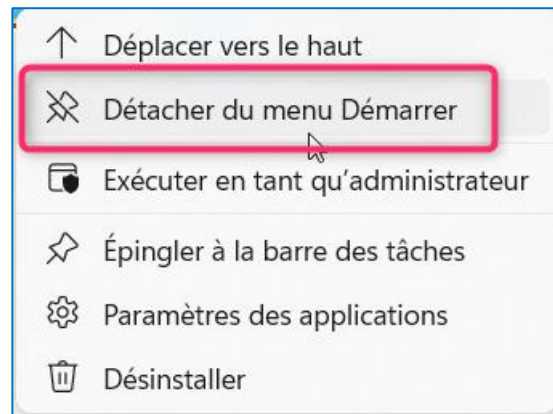 Déplacer vers le haut
Détacher du menu Démarrer
Exécuter en tant qu’administrateur
Épingler à la barre des tâches
Paramètres des applications
Désinstaller